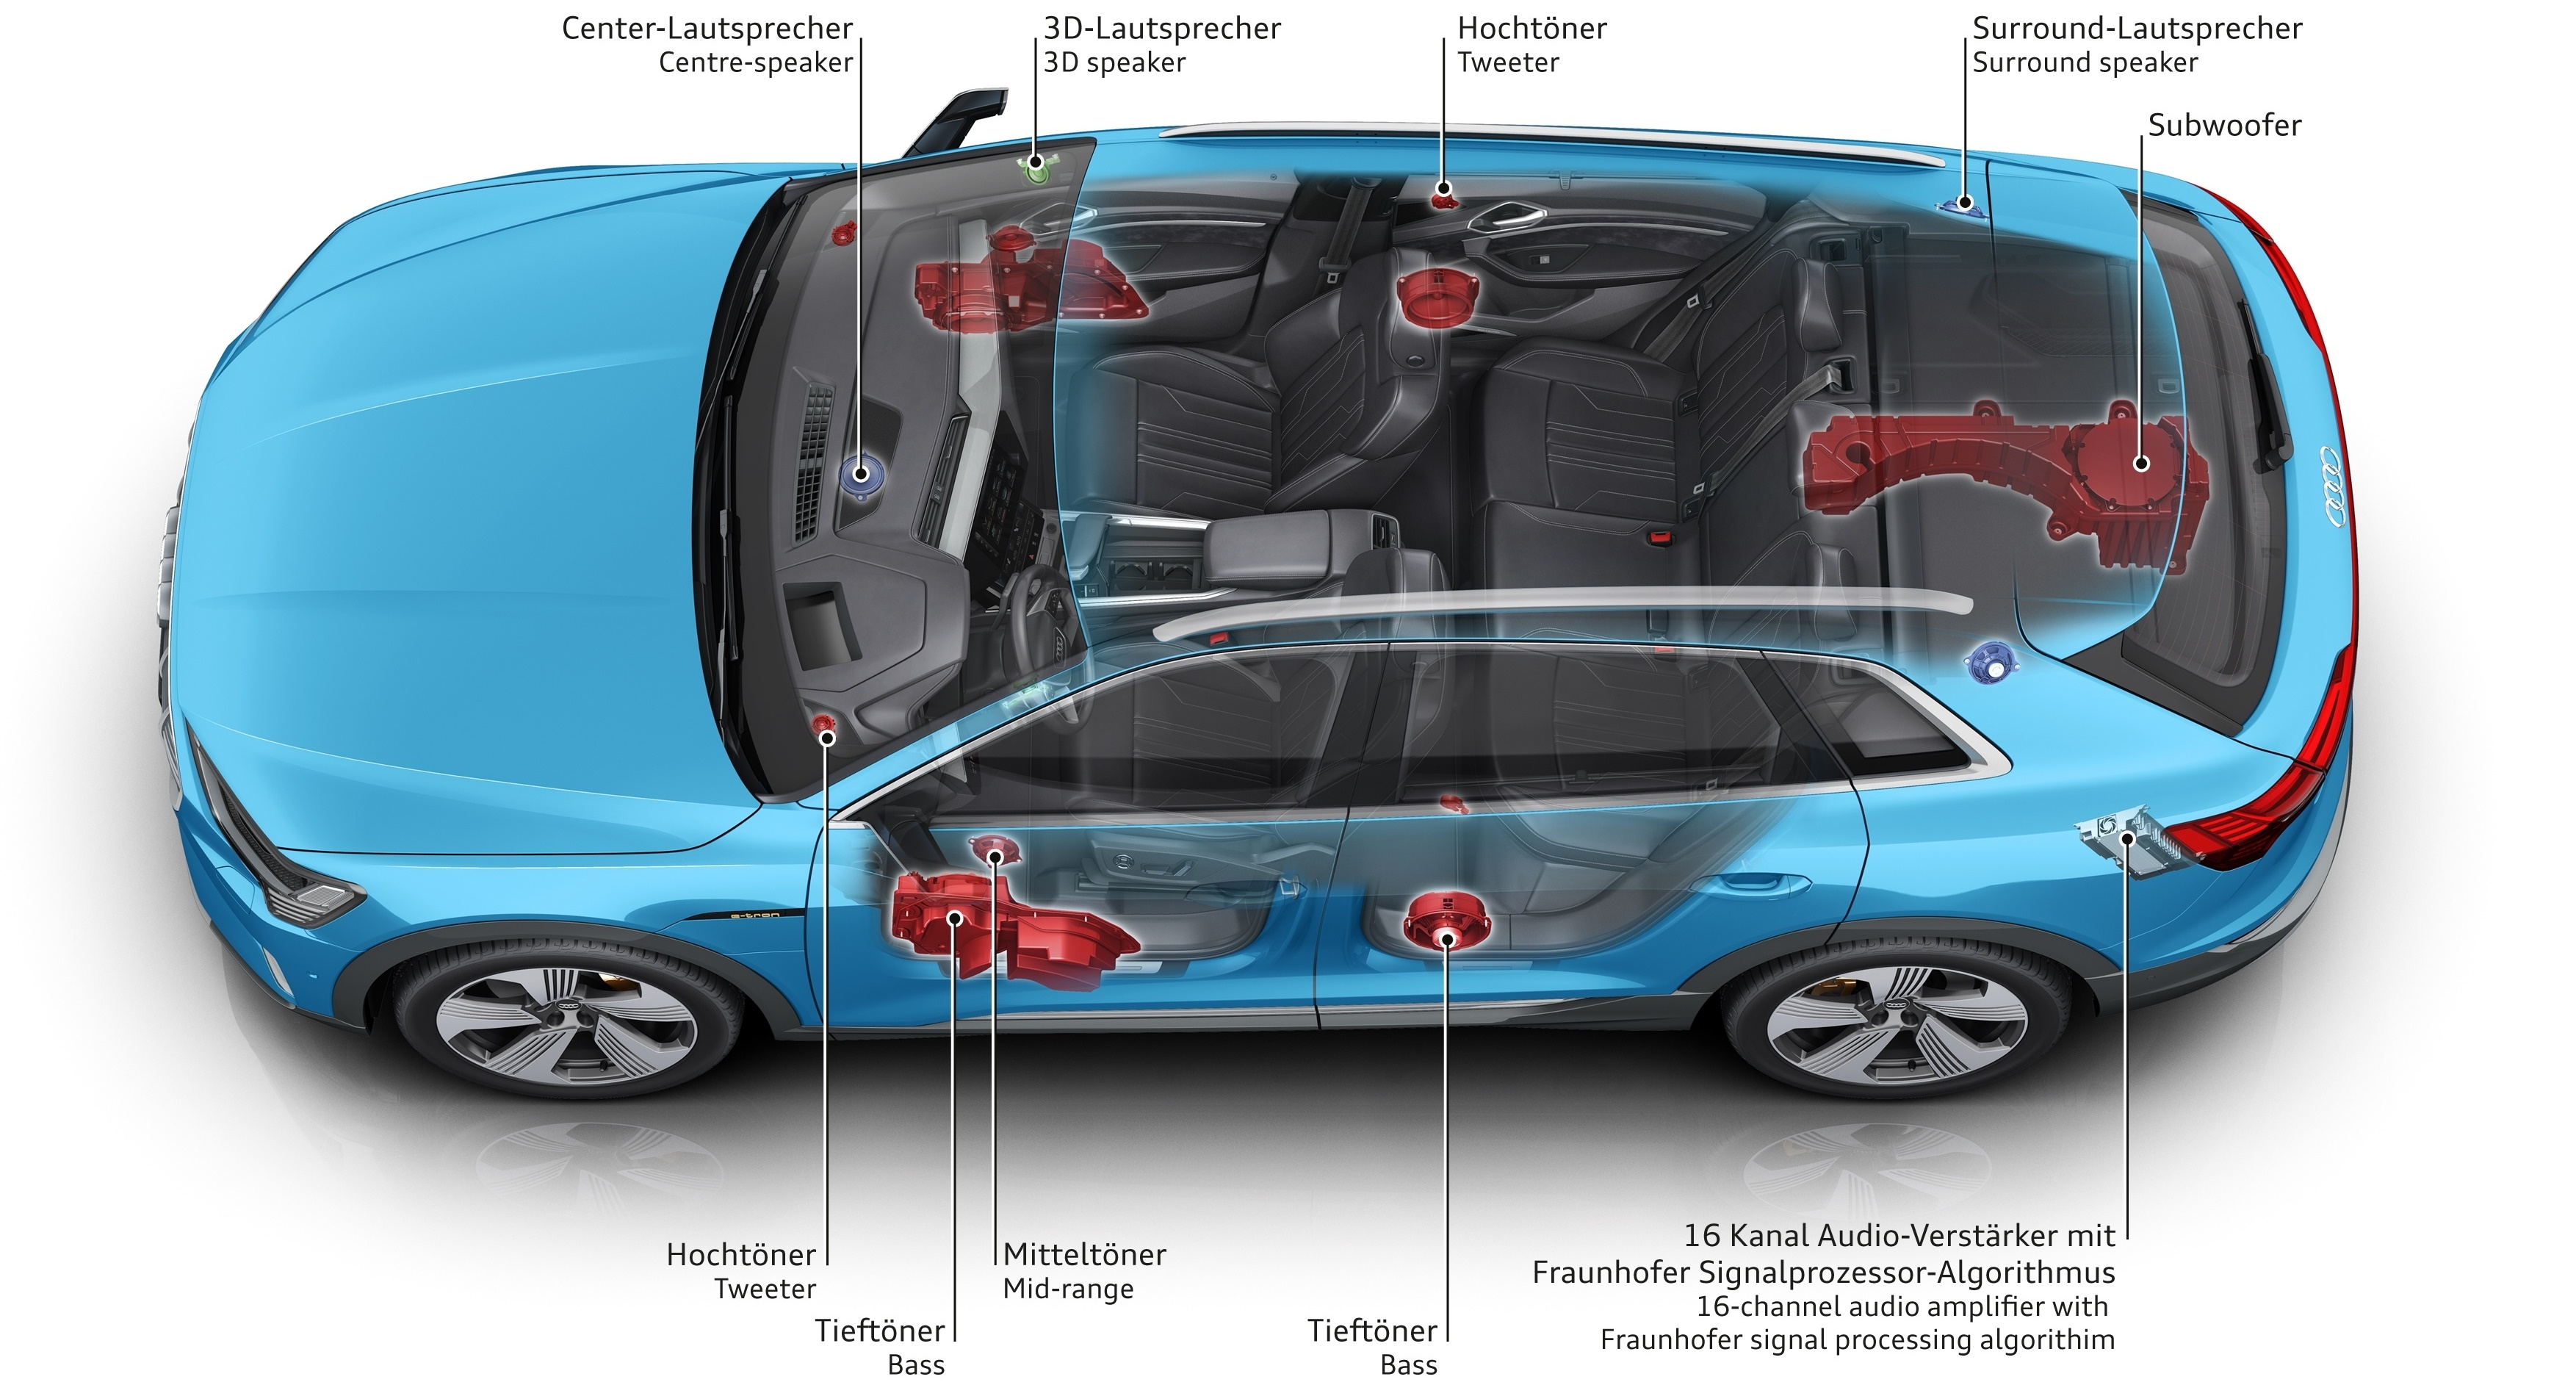 Center-Lautsprecher
Centre-speaker
3D-Lautsprecher
3D speaker
Hochtöner
Tweeter
Surround-Lautsprecher
Surround speaker
Subwoofer
e-tron
Hochtöner
Tweeter
Mitteltöner
Mid-range
Tieftöner
Bass
Tieftöner
Bass
16 Kanal Audio-Verstärker mit
Fraunhofer Signalprozessor-Algorithmus
16-channel audio amplifier with
Fraunhofer signal processing algorithim